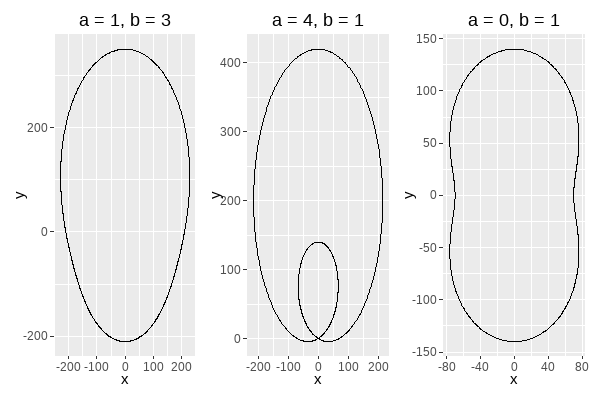 a = 1, b = 3
a = 4, b = 1
a = 0, b = 1
y
200
0
-200
-200 -100 0 100 200
x
y
400
300
200
100
0
-200 -100 0 100 200
x
y
150
100
50
0
-50
-100
-150
-80 -40 0 40 80
x